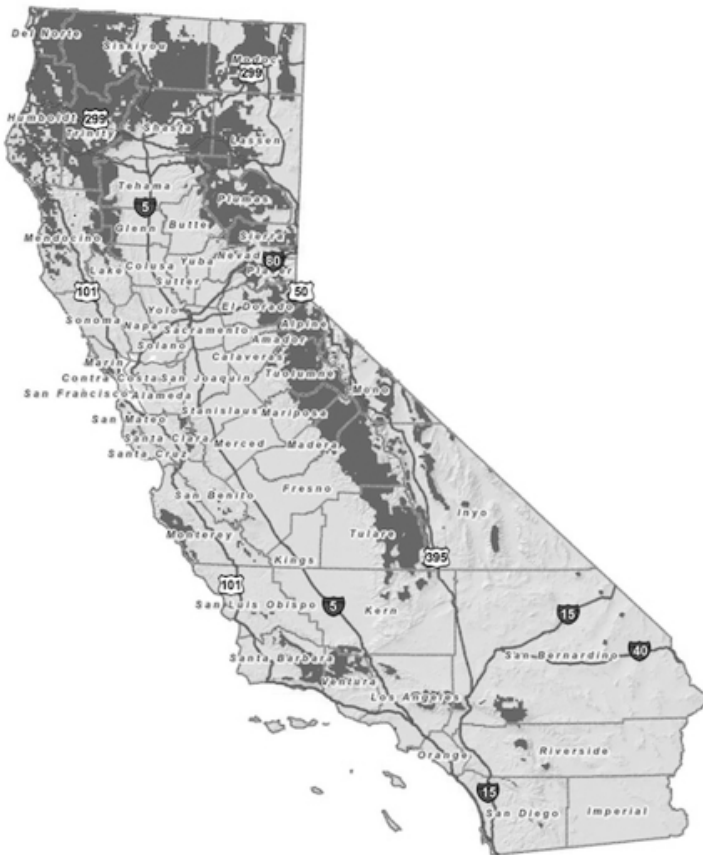 Del Norte
Siskiyou
Modoc
299
Humboldt
299
Trinity
Shasta
Lassen
Tehama
Plumas
5
Glenn
Butte
Mendocino
Sierra
Lake
Colusa
Yuba
Nevad
80
Placer
Sutter
101
50
Yolo
El Dorado
Sonoma
Napa
Sacramento
Alpine
Amador
Solano
Calaveras
Marin
Tuolumne
Contra Costa
San Joaquin
Mono
San Francisco
Alameda
Stanislaus
Mariposa
San Mateo
Santa Clara
Merced
Madera
Santa Cruz
Fresno
San Benito
Inyo
Monterey
Tulare
Kings
395
101
San Luis Obispo
5
Kern
15
Santa Barbara
San Bernardino
40
Ventura
Los Angeles
Orange
Riverside
15
San Diego
Imperial